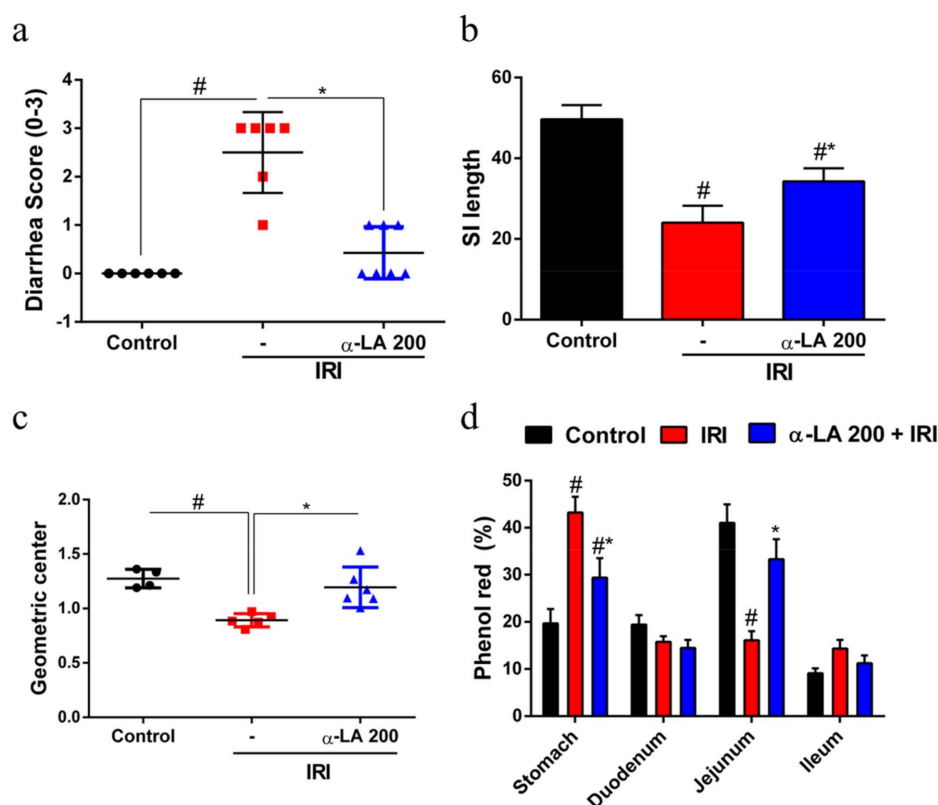 a
Diarrhea Score (0-3)
4
3
2
1
0
-1
#
*
Control
-
α-LA 200
IRI
b
SI length
60
40
20
0
#
#*
Control
-
α-LA 200
IRI
c
Geometric center
2.0
1.5
1.0
0.5
0.0
#
*
Control
-
α-LA 200
IRI
d
Control IRI α-LA 200 + IRI
Phenol red (%)
50
40
30
20
10
0
#
#*
#
*
Stomach
Duodenum
Jejunum
Ileum